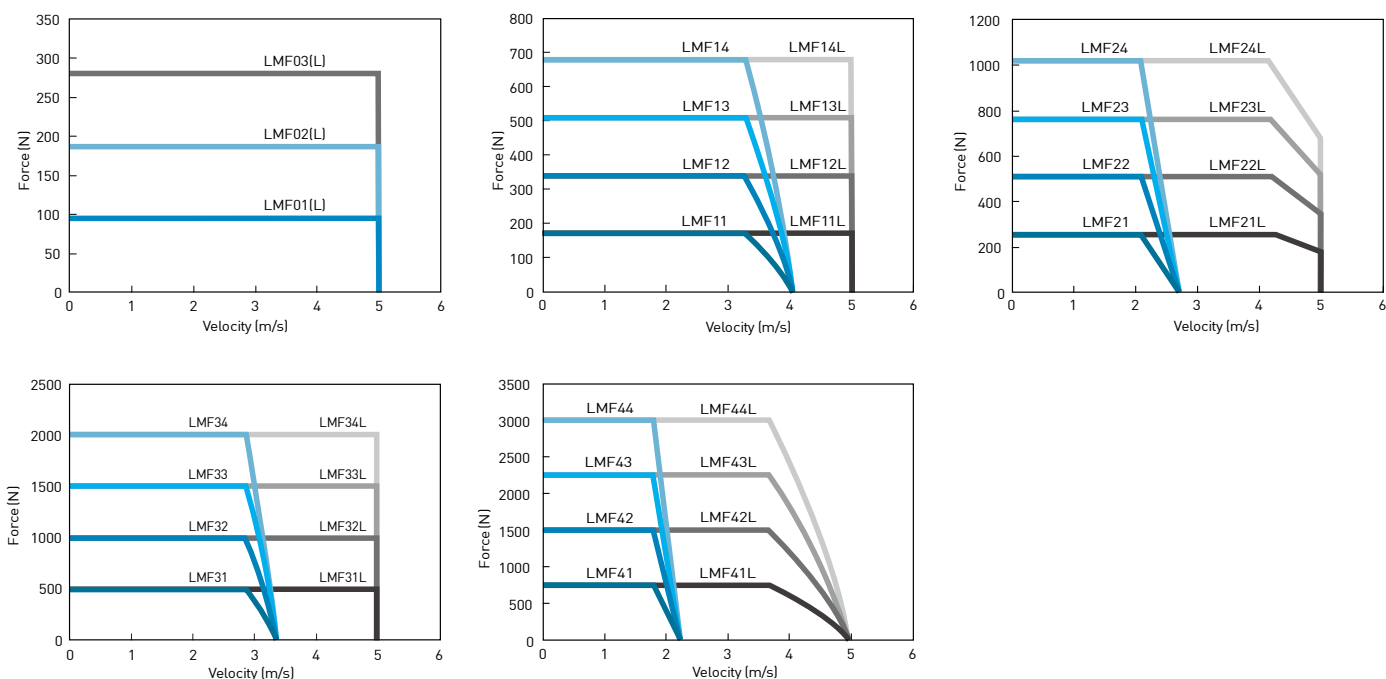 350
300
250
200
150
100
50
0
Force (N)
LMF03(L)
LMF02(L)
LMF01(L)
0 1 2 3 4 5 6
Velocity (m/s)
800
700
600
500
400
300
200
100
0
Force (N)
LMF14 LMF14L
LMF13 LMF13L
LMF12 LMF12L
LMF11 LMF11L
0 1 2 3 4 5 6
Velocity (m/s)
1200
1000
800
600
400
200
0
Force (N)
LMF24 LMF24L
LMF23 LMF23L
LMF22 LMF22L
LMF21 LMF21L
0 1 2 3 4 5 6
Velocity (m/s)
2500
2000
1500
1000
500
0
Force (N)
LMF34 LMF34L
LMF33 LMF33L
LMF32 LMF32L
LMF31 LMF31L
0 1 2 3 4 5 6
Velocity (m/s)
3500
3000
2500
2000
1500
1000
500
0
Force (N)
LMF44 LMF44L
LMF43 LMF43L
LMF42 LMF42L
LMF41 LMF41L
0 1 2 3 4 5 6
Velocity (m/s)